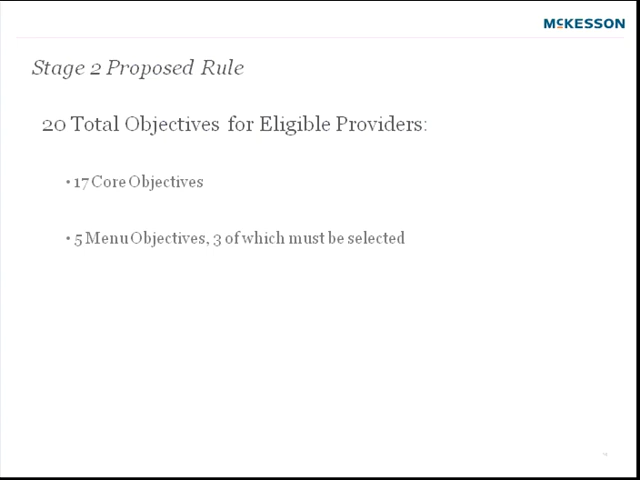 MCKESSON
Stage 2 Proposed Rule
20 Total Objectives for Eligible Providers:
• 17 Core Objectives
• 5 Menu Objectives, 3 of which must be selected